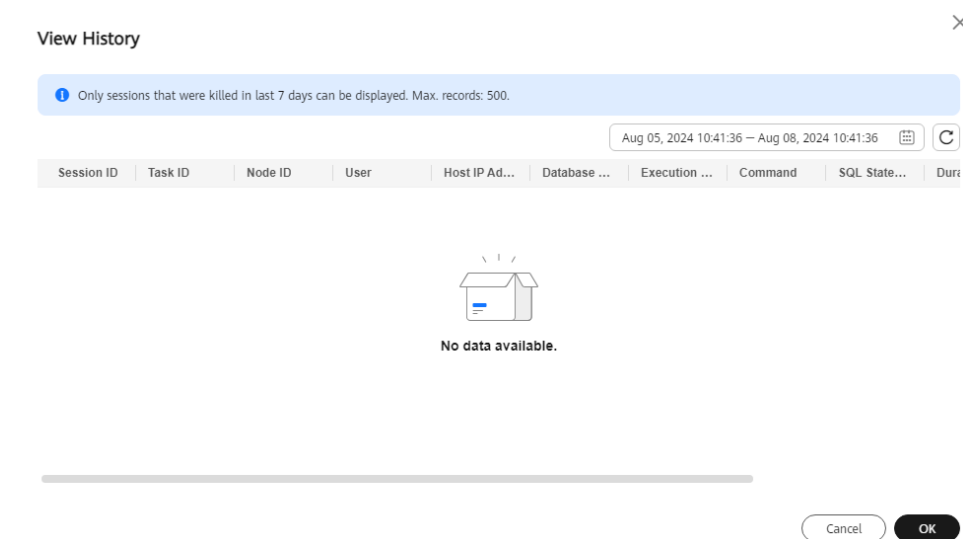 View History
Only sessions that were killed in last 7 days can be displayed. Max. records: 500.
Aug 05, 2024 10:41:36 — Aug 08, 2024 10:41:36
Session ID Task ID Node ID User Host IP Ad... Database ... Execution ... Command SQL State... Dura
No data available.
Cancel OK